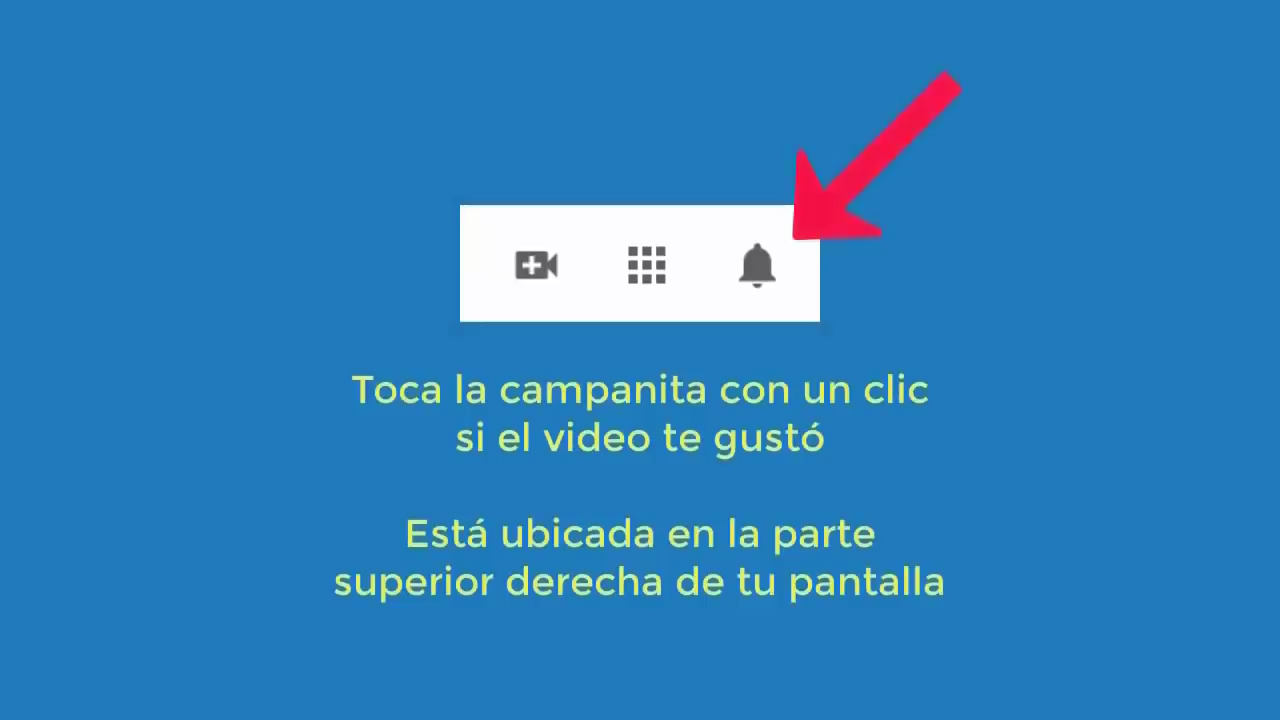 Toca la campanita con un clic
si el video te gustó
Está ubicada en la parte
superior derecha de tu pantalla